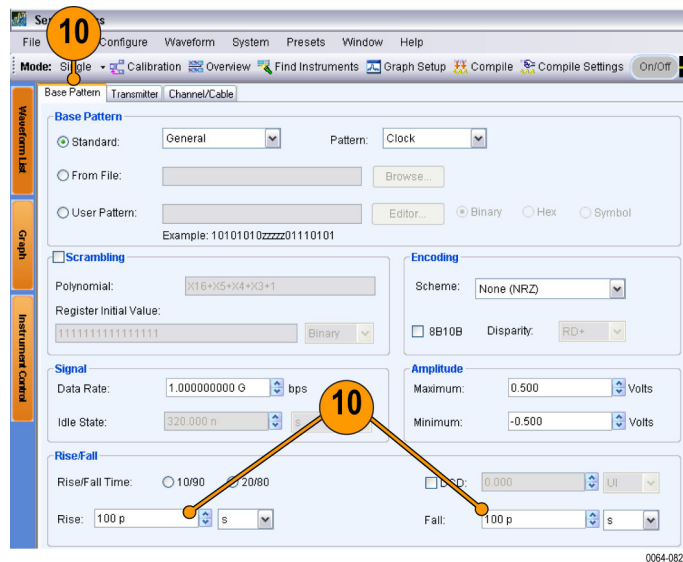 Ser
File Configure Waveform System Presets Window Help
10
Mode: Single Calibration Overview Find Instruments Graph Setup Compile Compile Settings On/Off
Base Pattern Transmitter Channel/Cable
Waveform List
Graph
Instrument Control
Base Pattern
Standard: General Pattern: Clock
From File: Browse...
User Pattern: Editor... Binary Hex Symbol
Example: 10101010zzzzz01110101
Scrambling
Polynomial: X16+X5+X4+X3+1
Register Initial Value:
1111111111111111 Binary
Encoding
Scheme: None (NRZ)
8B10B Disparity: RD+
Signal
Data Rate: 1.000000000 G bps
Idle State: 320.000 n s
10
Amplitude
Maximum: 0.500 Volts
Minimum: -0.500 Volts
Rise/Fall
Rise/Fall Time: 10/90 20/80
DCD: 0.000 UI
Rise: 100 p s
Fall: 100 p s
0064-082